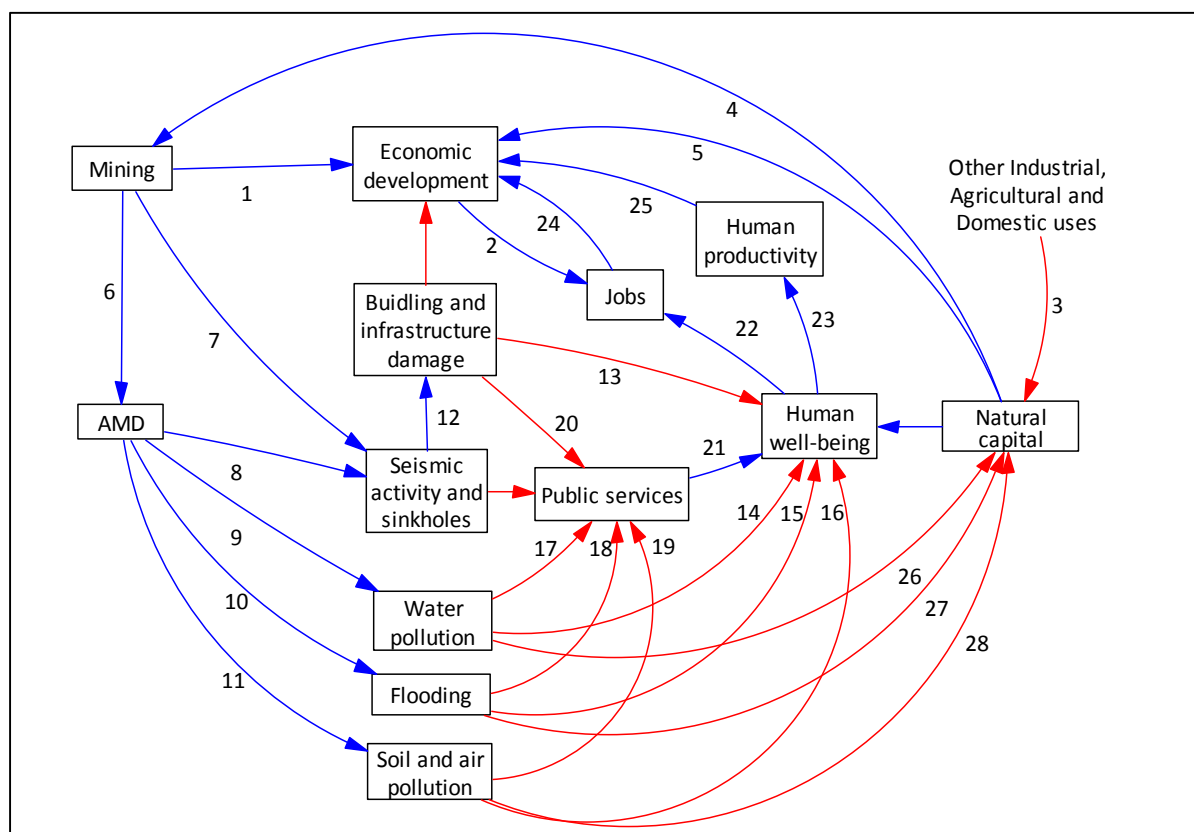 4
Economic
development
5
Other Industrial,
Agricultural and
Domestic uses
Mining
1
25
24
2
Human
productivity
6
Buidling and
infrastructure
damage
Jobs
3
7
22
23
13
AMD
12
20
Human
well-being
Natural
capital
8
Seismic
activity and
sinkholes
21
Public services
9
14
15
16
17
18
19
26
10
Water
pollution
27
28
11
Flooding
Soil and air
pollution